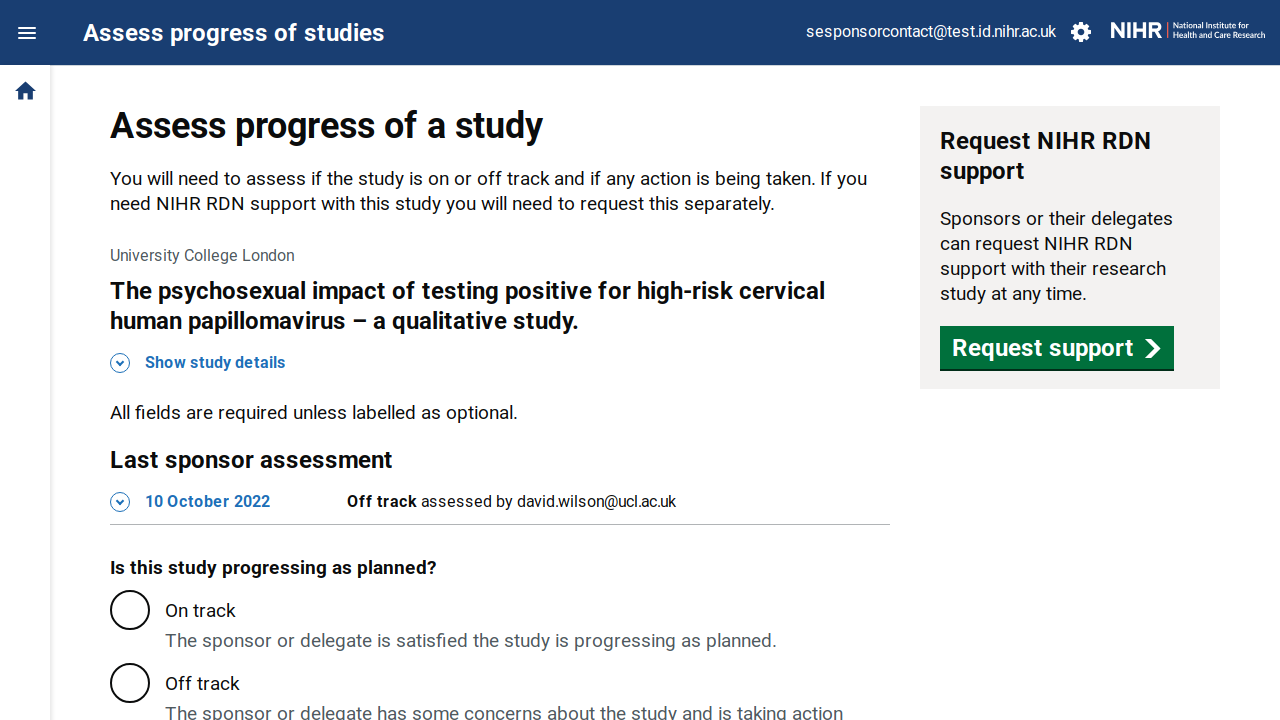 Assess progress of studies
sesponsorcontact@test.id.nihr.ac.uk
NIHR
National Institute for
Health and Care Research
Assess progress of a study
You will need to assess if the study is on or off track and if any action is being taken. If you
need NIHR RDN support with this study you will need to request this separately.
University College London
The psychosexual impact of testing positive for high-risk cervical
human papillomavirus – a qualitative study.
Show study details
All fields are required unless labelled as optional.
Last sponsor assessment
10 October 2022 Off track assessed by david.wilson@ucl.ac.uk
Is this study progressing as planned?
On track
The sponsor or delegate is satisfied the study is progressing as planned.
Off track
The sponsor or delegate has some concerns about the study and is taking action
Request NIHR RDN
support
Sponsors or their delegates
can request NIHR RDN
support with their research
study at any time.
Request support